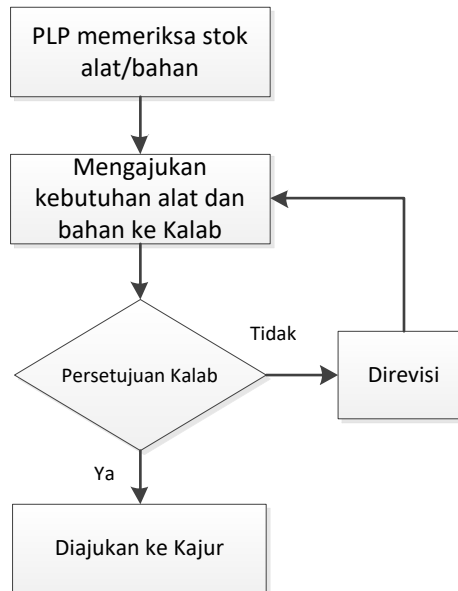 PLP memeriksa stok
alat/bahan
Mengajukan
kebutuhan alat dan
bahan ke Kalab
Tidak
Persetujuan Kalab
Direvisi
Ya
Diajukan ke Kajur